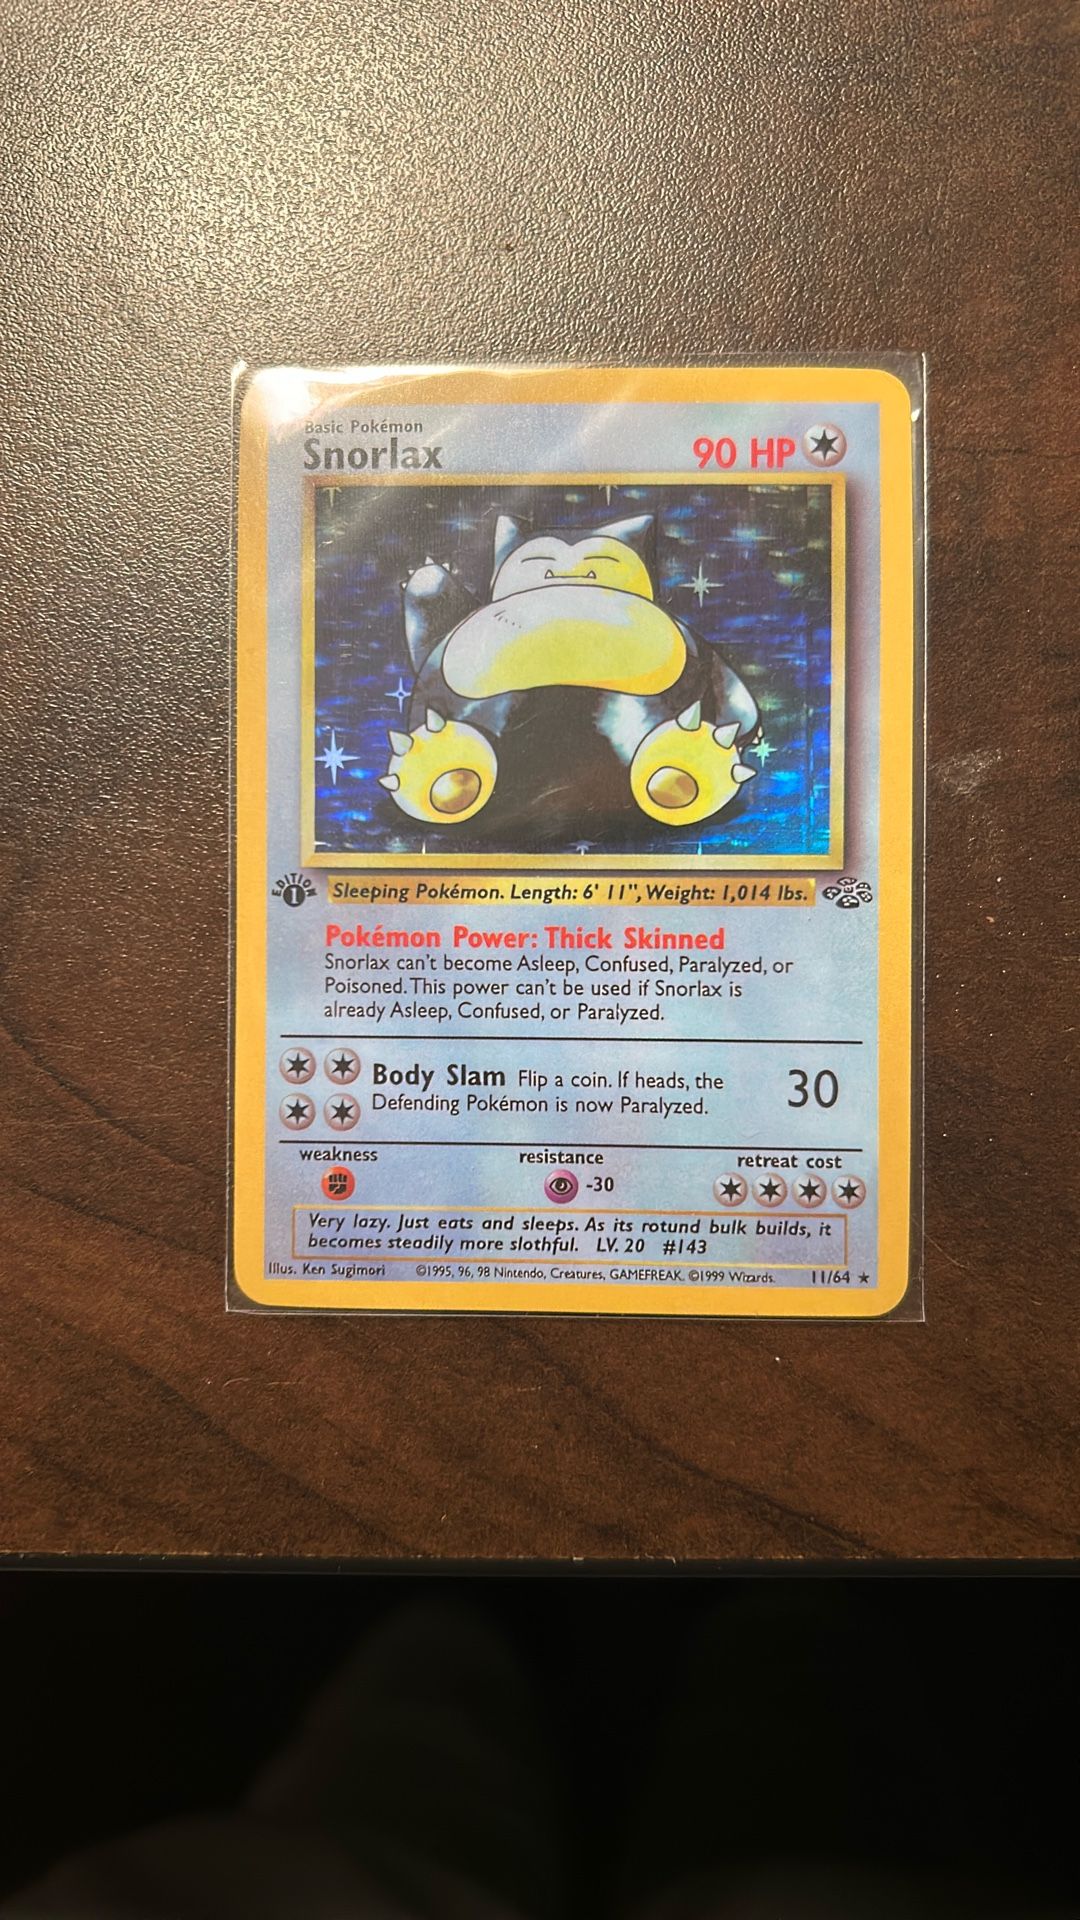 Basic Pokémon
Snorlax
90 HP
EDITION
1
Sleeping Pokémon. Length: 6' 11", Weight: 1,014 lbs.
Pokémon Power: Thick Skinned
Snorlax can't become Asleep, Confused, Paralyzed, or
Poisoned. This power can't be used if Snorlax is
already Asleep, Confused, or Paralyzed.
Body Slam Flip a coin. If heads, the
Defending Pokémon is now Paralyzed.
30
weakness
resistance
retreat cost
-30
Very lazy. Just eats and sleeps. As its rotund bulk builds, it
becomes steadily more slothful. LV. 20 #143
Illus. Ken Sugimori ©1995, 96, 98 Nintendo, Creatures, GAMEFREAK. ©1999 Wizards. 11/64 ★